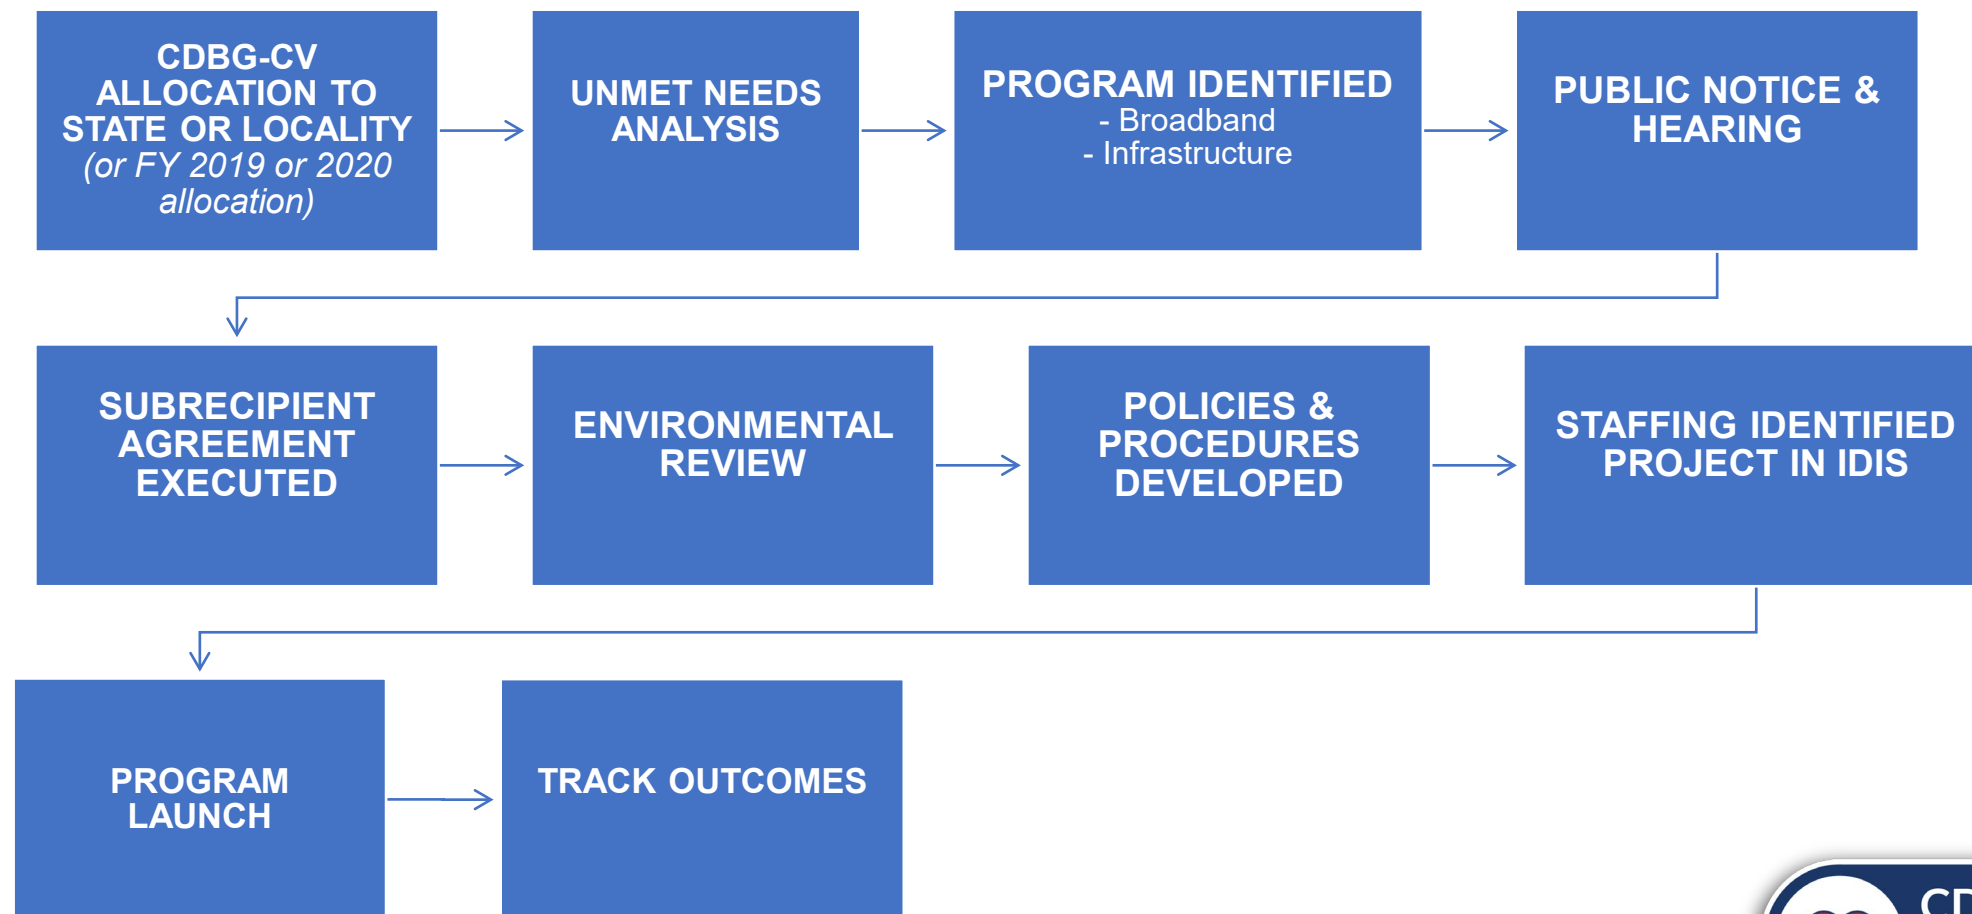 CDBG-CV
ALLOCATION TO
STATE OR LOCALITY
(or FY 2019 or 2020
allocation)
UNMET NEEDS
ANALYSIS
PROGRAM IDENTIFIED
- Broadband
- Infrastructure
PUBLIC NOTICE &
HEARING
SUBRECIPIENT
AGREEMENT
EXECUTED
ENVIRONMENTAL
REVIEW
POLICIES &
PROCEDURES
DEVELOPED
STAFFING IDENTIFIED
PROJECT IN IDIS
PROGRAM
LAUNCH
TRACK OUTCOMES